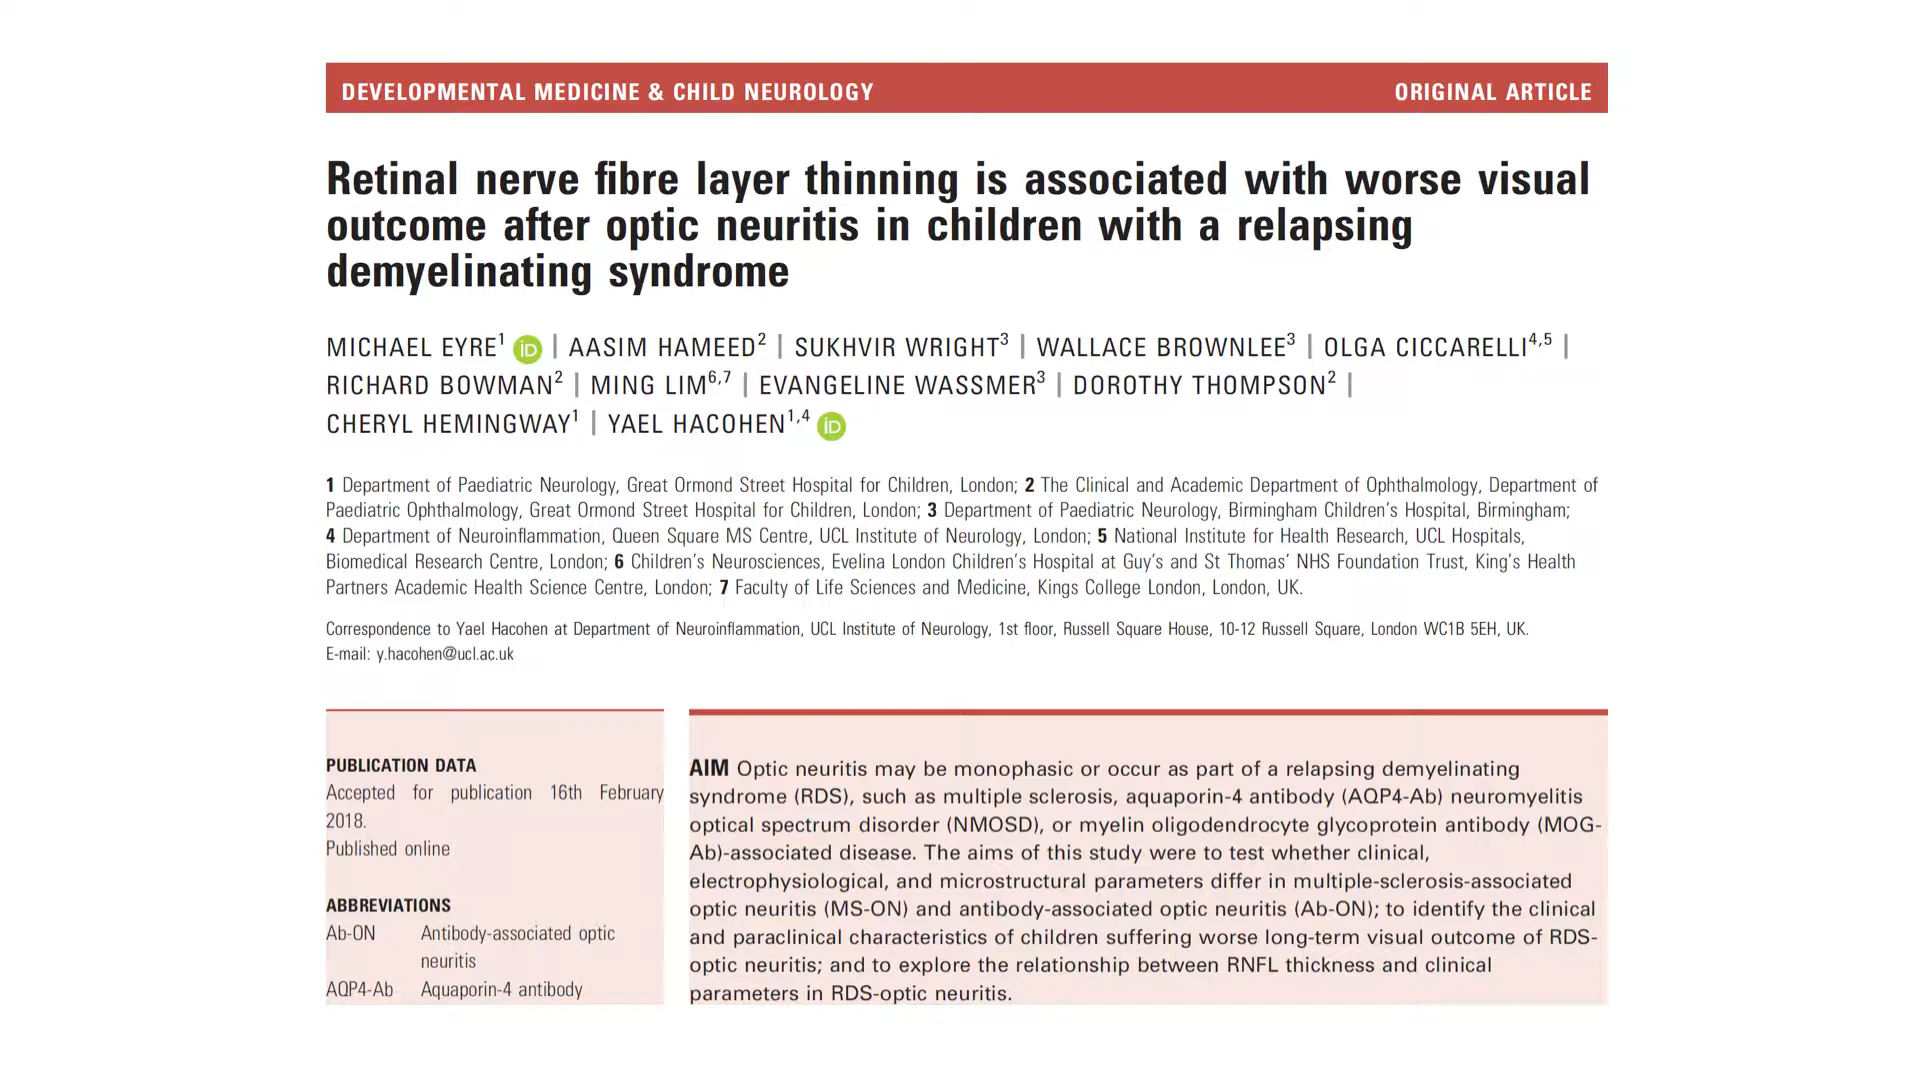 DEVELOPMENTAL MEDICINE & CHILD NEUROLOGY ORIGINAL ARTICLE
Retinal nerve fibre layer thinning is associated with worse visual
outcome after optic neuritis in children with a relapsing
demyelinating syndrome
MICHAEL EYRE1 iD | AASIM HAMEED2 | SUKHVIR WRIGHT3 | WALLACE BROWNLEE3 | OLGA CICCARELLI4,5 |
RICHARD BOWMAN2 | MING LIM6,7 | EVANGELINE WASSMER3 | DOROTHY THOMPSON2 |
CHERYL HEMINGWAY1 | YAEL HACOHEN1,4 iD
1 Department of Paediatric Neurology, Great Ormond Street Hospital for Children, London; 2 The Clinical and Academic Department of Ophthalmology, Department of
Paediatric Ophthalmology, Great Ormond Street Hospital for Children, London; 3 Department of Paediatric Neurology, Birmingham Children's Hospital, Birmingham;
4 Department of Neuroinflammation, Queen Square MS Centre, UCL Institute of Neurology, London; 5 National Institute for Health Research, UCL Hospitals,
Biomedical Research Centre, London; 6 Children's Neurosciences, Evelina London Children's Hospital at Guy's and St Thomas' NHS Foundation Trust, King's Health
Partners Academic Health Science Centre, London; 7 Faculty of Life Sciences and Medicine, Kings College London, London, UK.
Correspondence to Yael Hacohen at Department of Neuroinflammation, UCL Institute of Neurology, 1st floor, Russell Square House, 10-12 Russell Square, London WC1B 5EH, UK.
E-mail: y.hacohen@ucl.ac.uk
PUBLICATION DATA
Accepted for publication 16th February
2018.
Published online
ABBREVIATIONS
Ab-ON Antibody-associated optic
neuritis
AQP4-Ab Aquaporin-4 antibody
AIM Optic neuritis may be monophasic or occur as part of a relapsing demyelinating
syndrome (RDS), such as multiple sclerosis, aquaporin-4 antibody (AQP4-Ab) neuromyelitis
optical spectrum disorder (NMOSD), or myelin oligodendrocyte glycoprotein antibody (MOG-
Ab)-associated disease. The aims of this study were to test whether clinical,
electrophysiological, and microstructural parameters differ in multiple-sclerosis-associated
optic neuritis (MS-ON) and antibody-associated optic neuritis (Ab-ON); to identify the clinical
and paraclinical characteristics of children suffering worse long-term visual outcome of RDS-
optic neuritis; and to explore the relationship between RNFL thickness and clinical
parameters in RDS-optic neuritis.